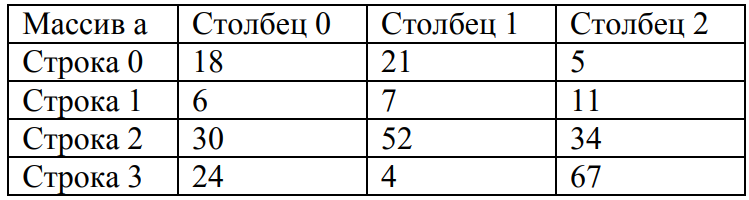 Массив а Столбец 0 Столбец 1 Столбец 2
Строка 0 18 21 5
Строка 1 6 7 11
Строка 2 30 52 34
Строка 3 24 4 67